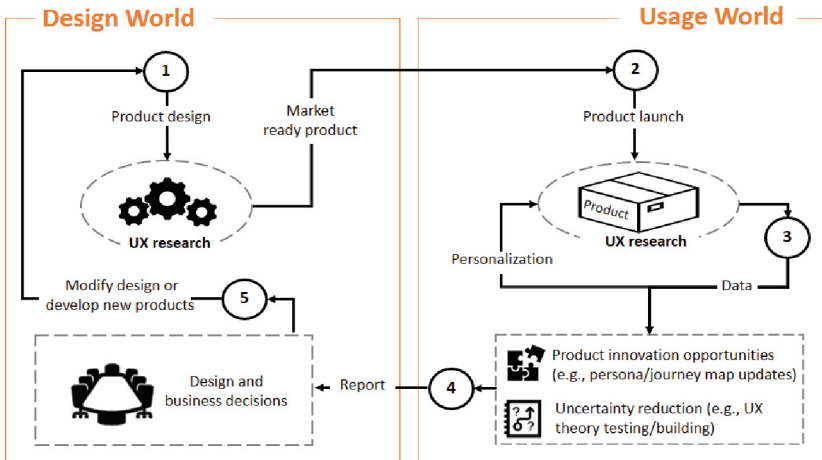 Design World
Usage World
1
2
Product design
Market
ready product
Product launch
UX research
Product
UX research
3
Personalization
Modify design or
develop new products
5
Data
Design and
business decisions
Report
4
Product innovation opportunities
(e.g., persona/journey map updates)
Uncertainty reduction (e.g., UX
theory testing/building)
? ?
?